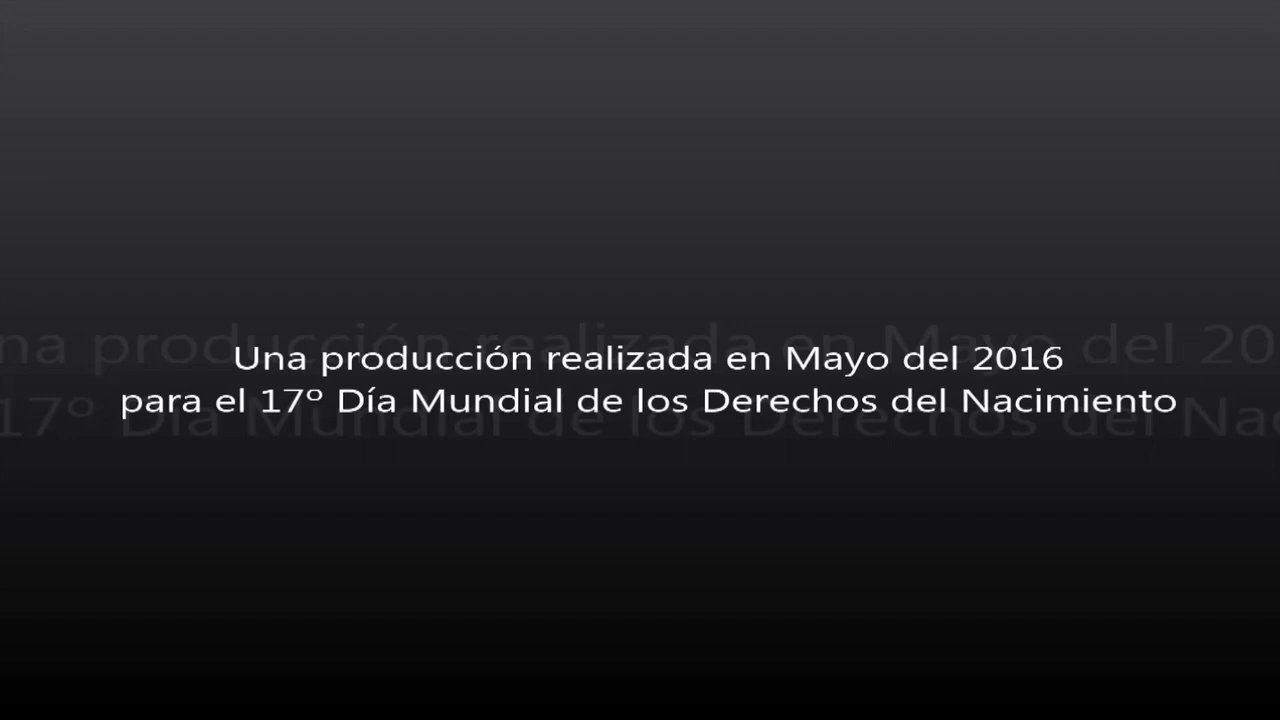 Una producción realizada en Mayo del 2016
para el 17º Día Mundial de los Derechos del Nacimiento